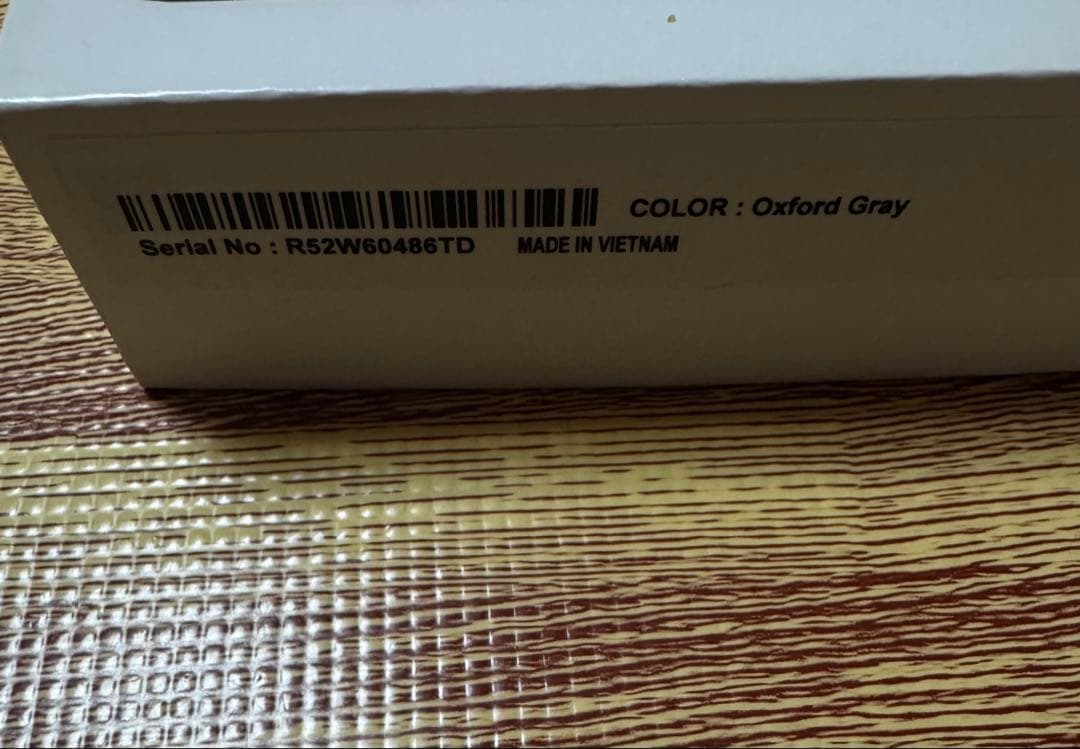 COLOR : Oxford Gray
Serial No : R52W60486TD MADE IN VIETNAM